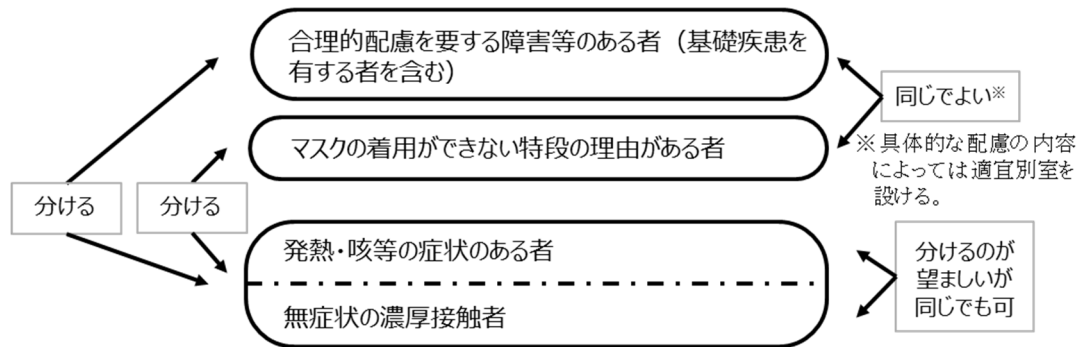 合理的配慮を要する障害等のある者（基礎疾患を
有する者を含む）
同じでよい※
マスクの着用ができない特段の理由がある者
※具体的な配慮の内容
によっては適宜別室を
設ける。
分ける
分ける
発熱・咳等の症状のある者
無症状の濃厚接触者
分けるのが
望ましいが
同じでも可